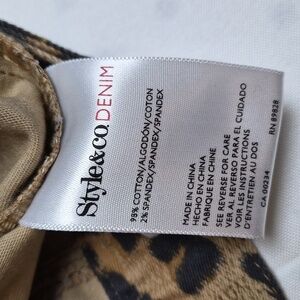 Style&co. DENIM
98% COTTON/ALGODÓN/COTON
2% SPANDEX/SPANDEX/SPANDEX
MADE IN CHINA
HECHO EN CHINA
FABRIQUE EN CHINE
SEE REVERSE FOR CARE
VER AL REVERSO PARA EL CUIDADO
VOIR LES INSTRUCTIONS
D'ENTRETIEN AU DOS
CA 00234 RN 89828